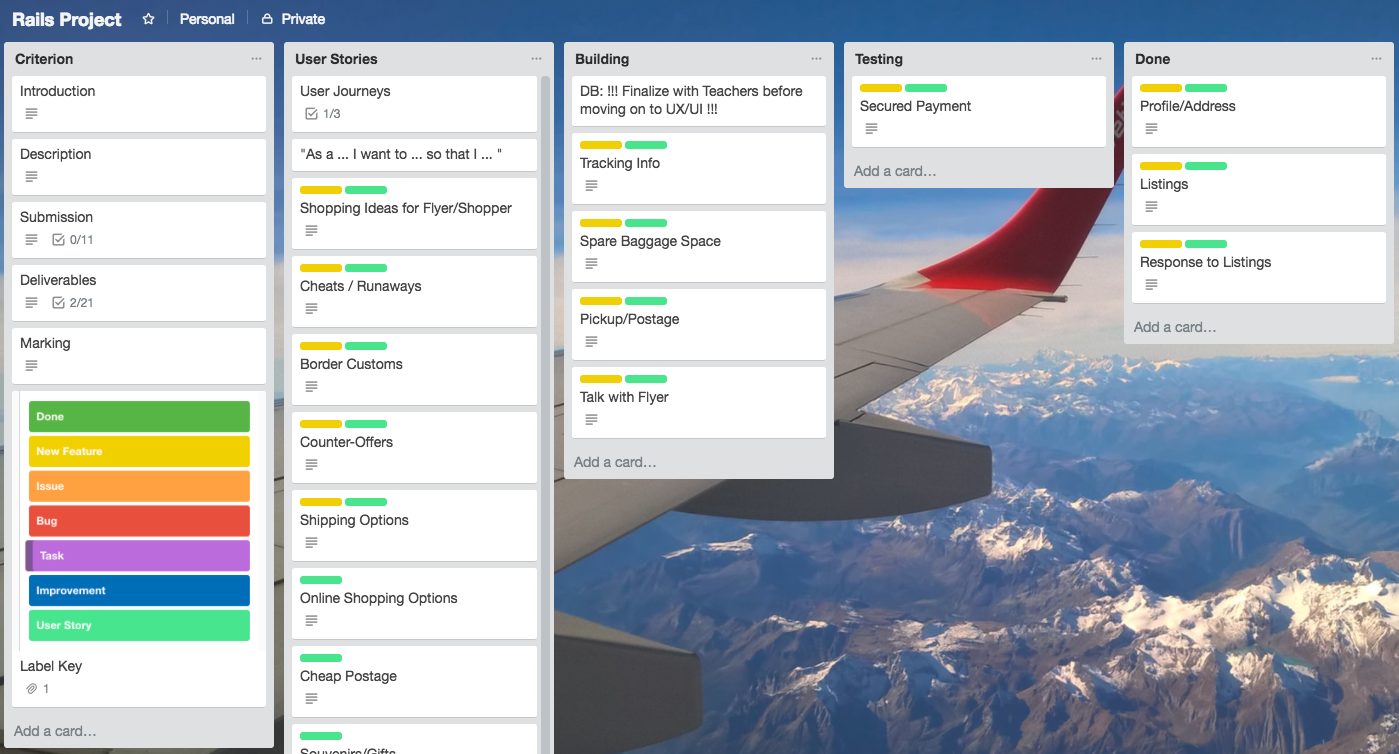 Rails Project
Personal
Private
Criterion
Introduction
Description
Submission
0/11
Deliverables
2/21
Marking
Done
New Feature
Issue
Bug
Task
Improvement
User Story
Label Key
1
Add a card…
User Stories
User Journeys
1/3
"As a ... I want to ... so that I ... "
Shopping Ideas for Flyer/Shopper
Cheats / Runaways
Border Customs
Counter-Offers
Shipping Options
Online Shopping Options
Cheap Postage
Souvenirs/Gifts
Building
DB: !!! Finalize with Teachers before
moving on to UX/UI !!!
Tracking Info
Spare Baggage Space
Pickup/Postage
Talk with Flyer
Add a card…
Testing
Secured Payment
Add a card…
Done
Profile/Address
Listings
Response to Listings
Add a card…